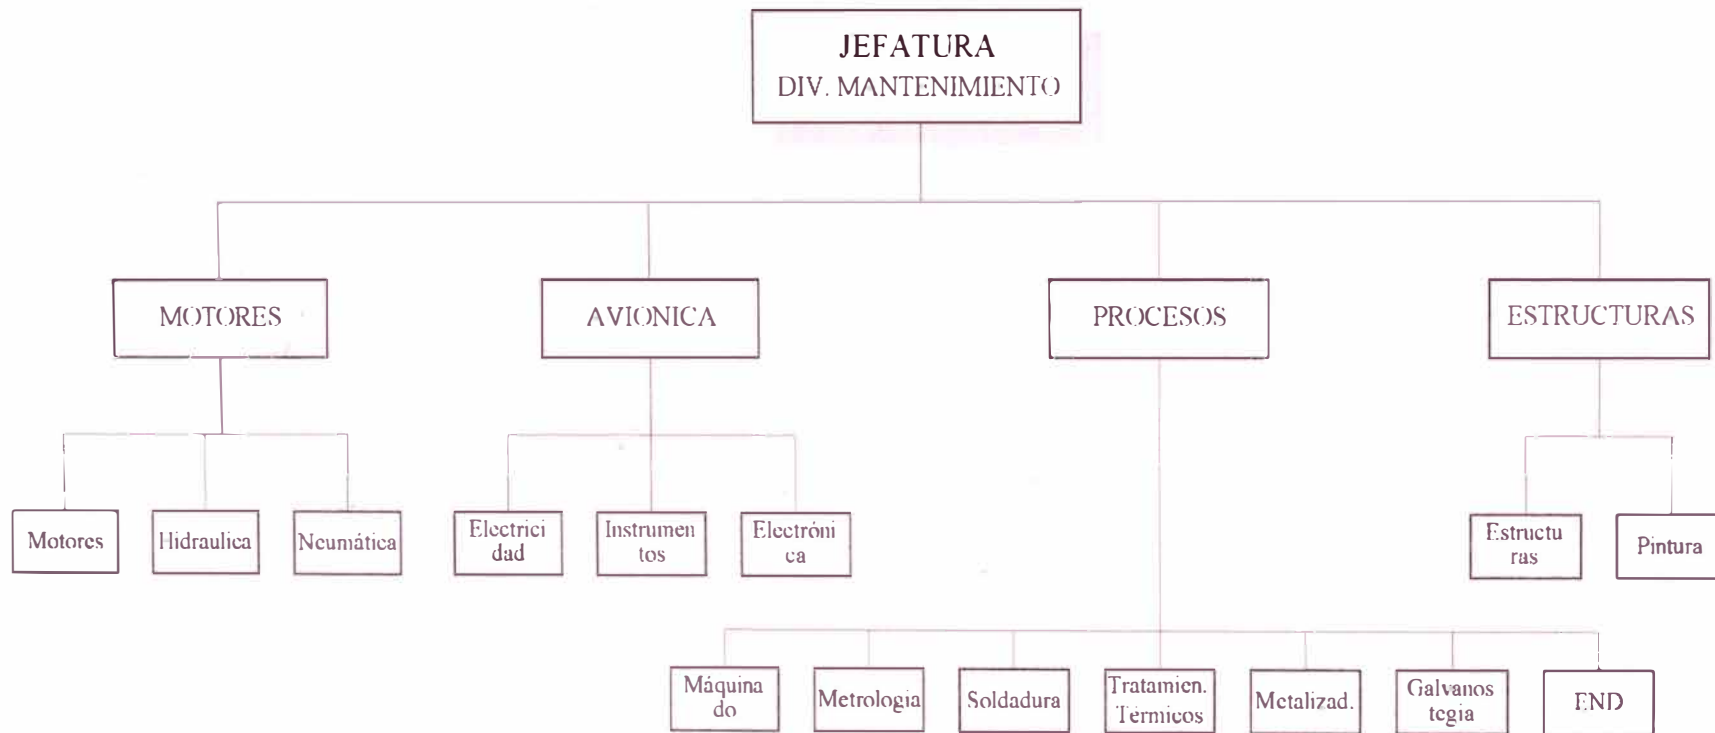 JEFATURA
DIV. MANTENIMIENTO
MOTORES
AVIONICA
PROCESOS
ESTRUCTURAS
Motores
Hidraulica
Neumática
Electrici
dad
Instrumen
tos
Electróni
ca
Estructu
ras
Pintura
Máquina
do
Metrologia
Soldadura
Tratamien.
Térmicos
Metalizad.
Galvanos
tegia
END